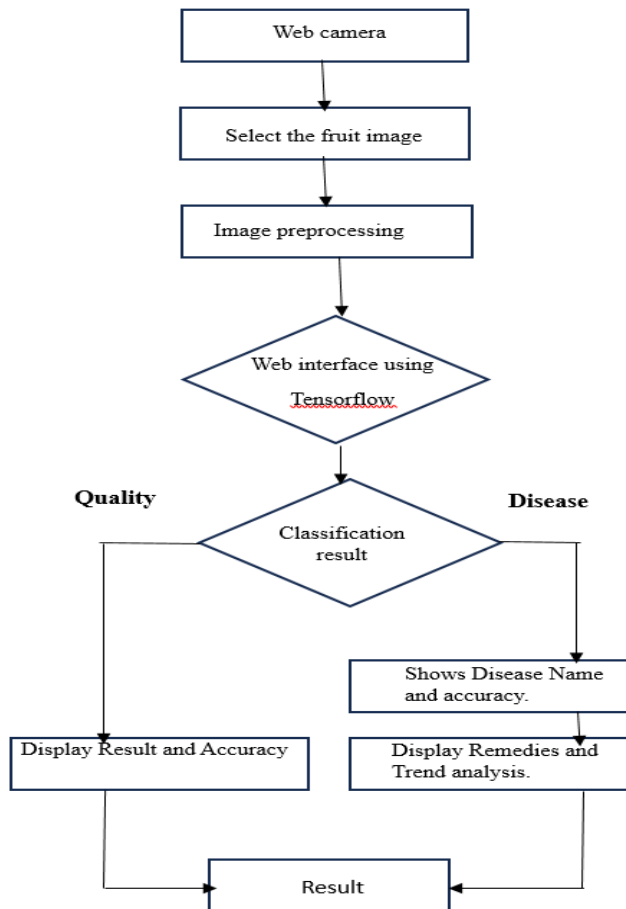 Web camera
Select the fruit image
Image preprocessing
Web interface using
Tensorflow
Quality
Disease
Classification
result
Shows Disease Name
and accuracy.
Display Result and Accuracy
Display Remedies and
Trend analysis.
Result